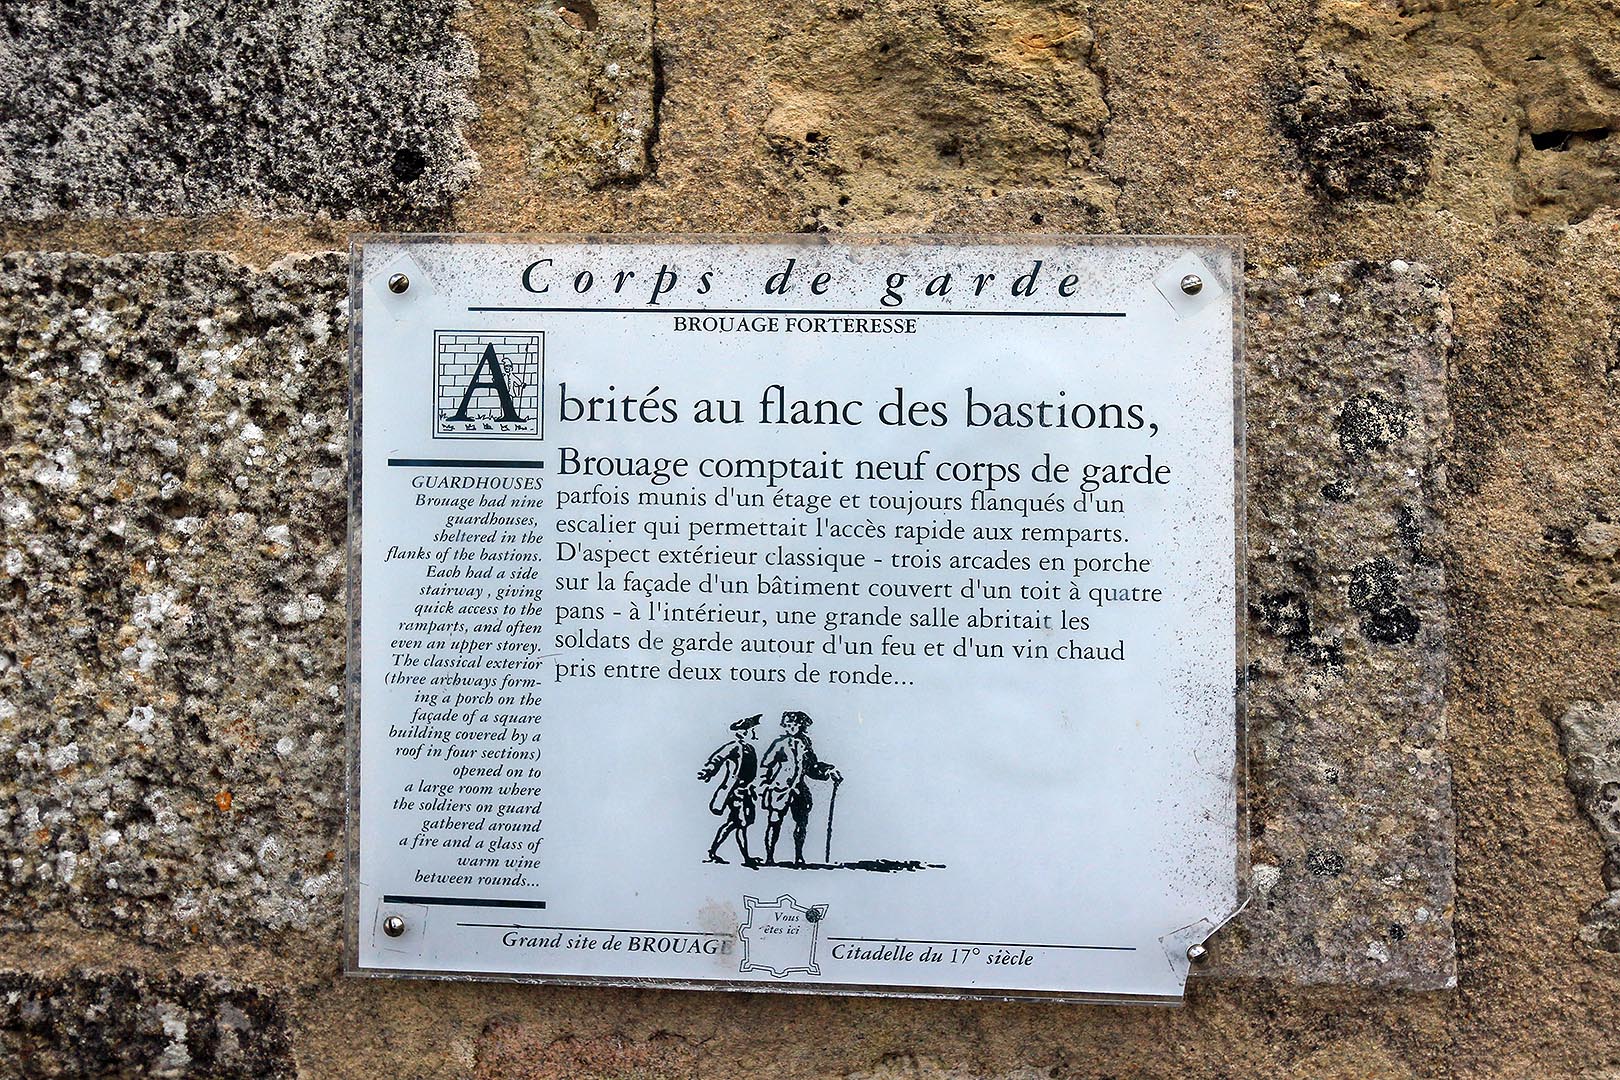 Corps de garde
BROUAGE FORTERESSE
Abrités au flanc des bastions,
Brouage comptait neuf corps de garde
parfois munis d'un étage et toujours flanqués d'un
escalier qui permettait l'accès rapide aux remparts.
D'aspect extérieur classique - trois arcades en porche
sur la façade d'un bâtiment couvert d'un toit à quatre
pans - à l'intérieur, une grande salle abritait les
soldats de garde autour d'un feu et d'un vin chaud
pris entre deux tours de ronde...
GUARDHOUSES
Brouage had nine
guardhouses,
sheltered in the
flanks of the bastions.
Each had a side
stairway , giving
quick access to the
ramparts, and often
even an upper storey.
The classical exterior
(three archways form-
ing a porch on the
façade of a square
building covered by a
roof in four sections)
opened on to
a large room where
the soldiers on guard
gathered around
a fire and a glass of
warm wine
between rounds...
Grand site de BROUAGE
Vous
êtes ici
Citadelle du 17° siècle